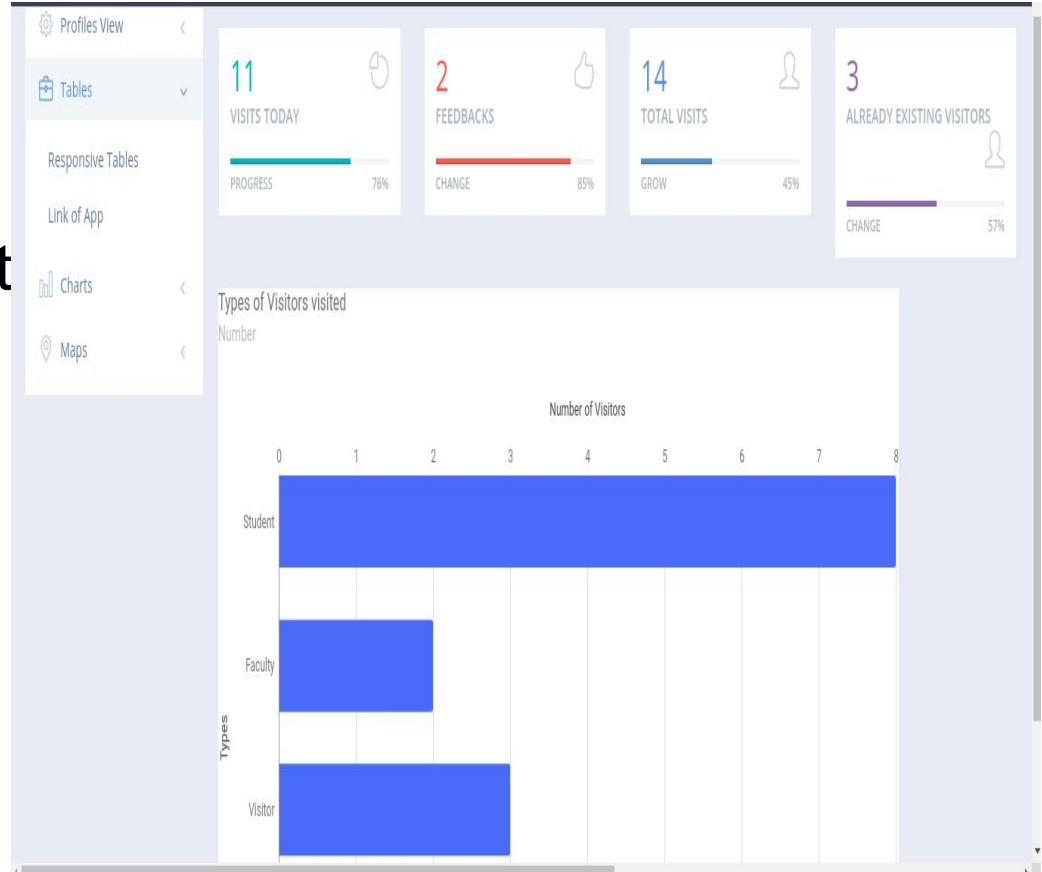 Profiles View
Tables
Responsive Tables
Link of App
Charts
Maps
t
11
VISITS TODAY
PROGRESS 76%
2
FEEDBACKS
CHANGE 85%
14
TOTAL VISITS
GROW 45%
3
ALREADY EXISTING VISITORS
CHANGE 57%
Types of Visitors visited
Number
Number of Visitors
0 1 2 3 4 5 6 7 8
Student
Faculty
Visitor
Types